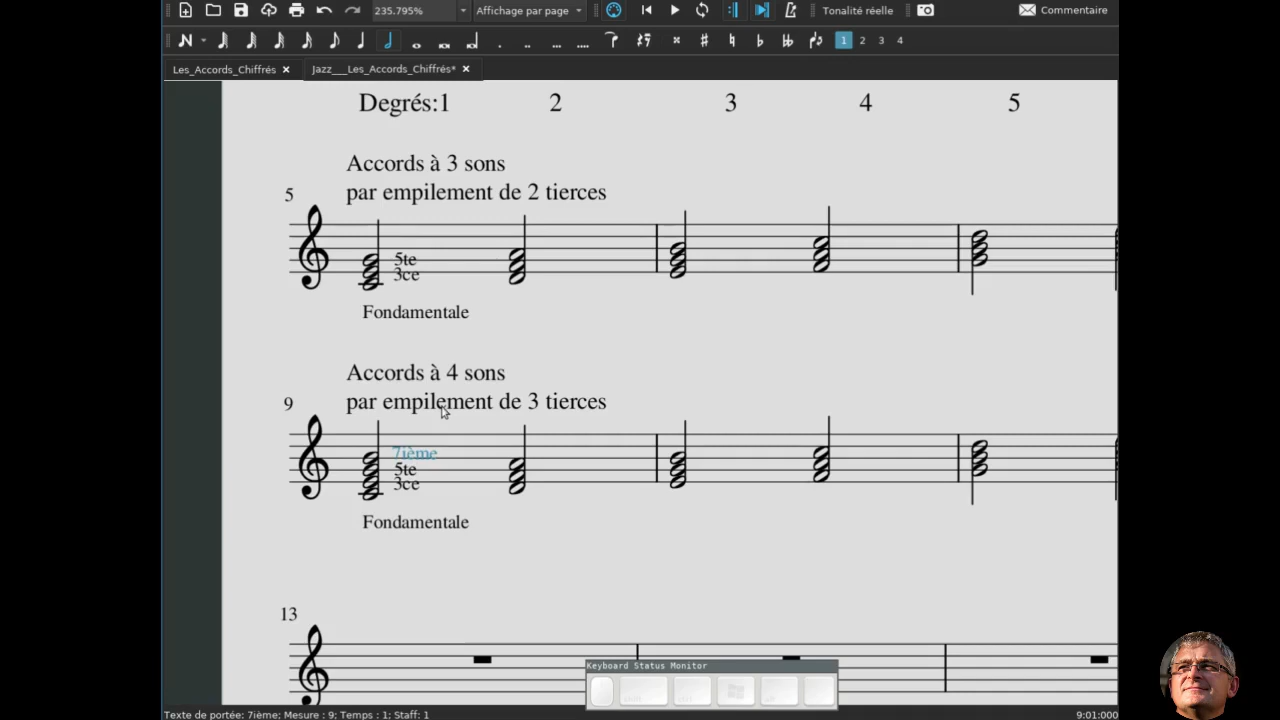 235.795%
Affichage par page
Tonalité réelle
Commentaire
1 2 3 4
Les_Accords_Chiffrés
Jazz___Les_Accords_Chiffrés*
Degrés:1 2 3 4 5
Accords à 3 sons
par empilement de 2 tierces
5
5te
3ce
Fondamentale
Accords à 4 sons
par empilement de 3 tierces
9
7ième
5te
3ce
Fondamentale
13
Keyboard Status Monitor
Texte de portée: 7ième; Mesure : 9; Temps : 1; Staff: 1
9:01:000